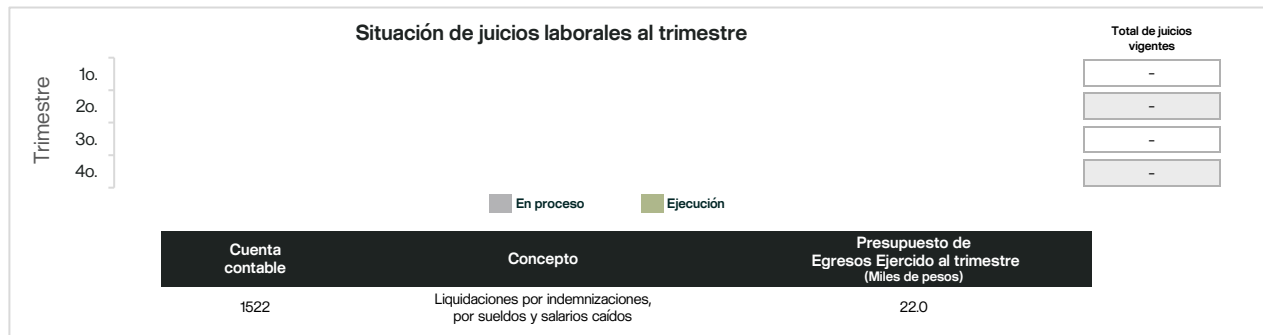 Situación de juicios laborales al trimestre
Total de juicios
vigentes
Trimestre
1o.
-
2o.
-
3o.
-
4o.
-
En proceso
Ejecución
Cuenta
contable
Concepto
Presupuesto de
Egresos Ejercido al trimestre
(Miles de pesos)
1522
Liquidaciones por indemnizaciones,
por sueldos y salarios caídos
22.0